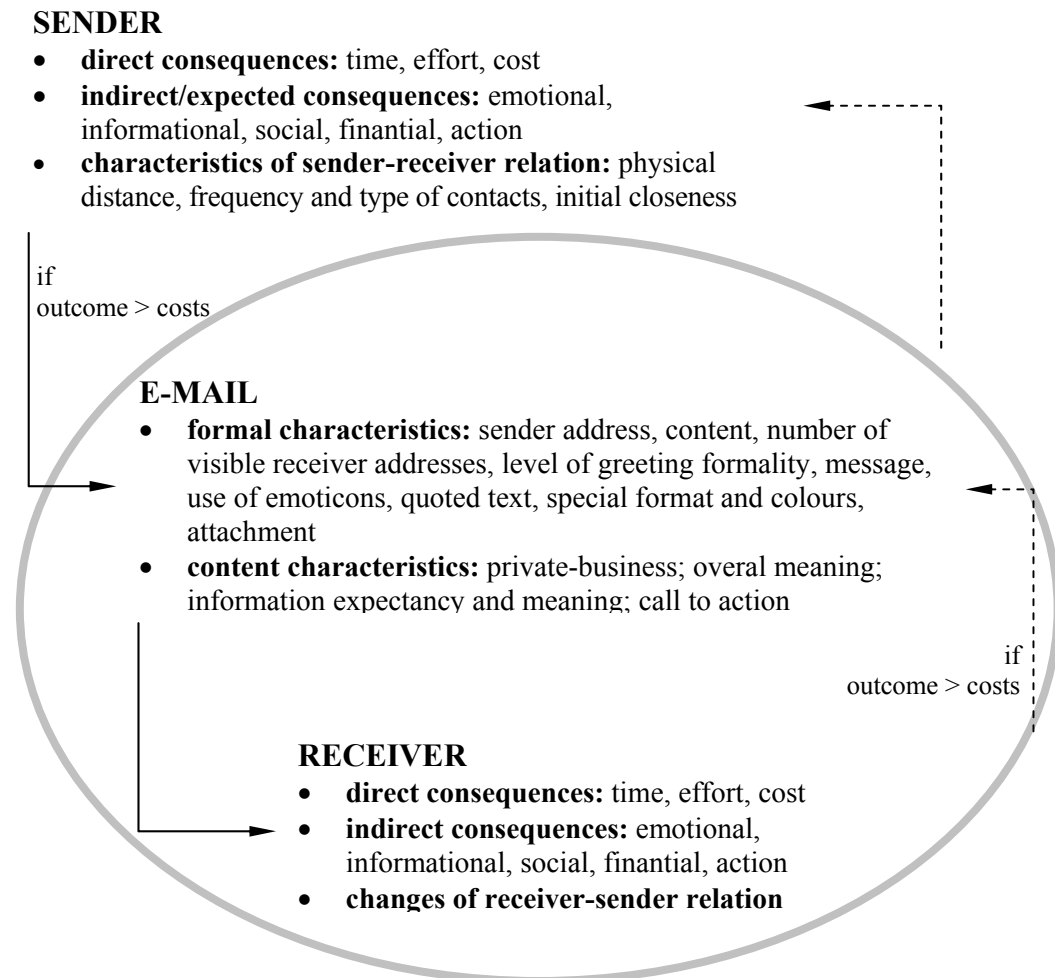 SENDER
• direct consequences: time, effort, cost
• indirect/expected consequences: emotional,
informational, social, finantial, action
• characteristics of sender-receiver relation: physical
distance, frequency and type of contacts, initial closeness
if
outcome > costs
E-MAIL
• formal characteristics: sender address, content, number of
visible receiver addresses, level of greeting formality, message,
use of emoticons, quoted text, special format and colours,
attachment
• content characteristics: private-business; overal meaning;
information expectancy and meaning; call to action
if
outcome > costs
RECEIVER
• direct consequences: time, effort, cost
• indirect consequences: emotional,
informational, social, finantial, action
• changes of receiver-sender relation